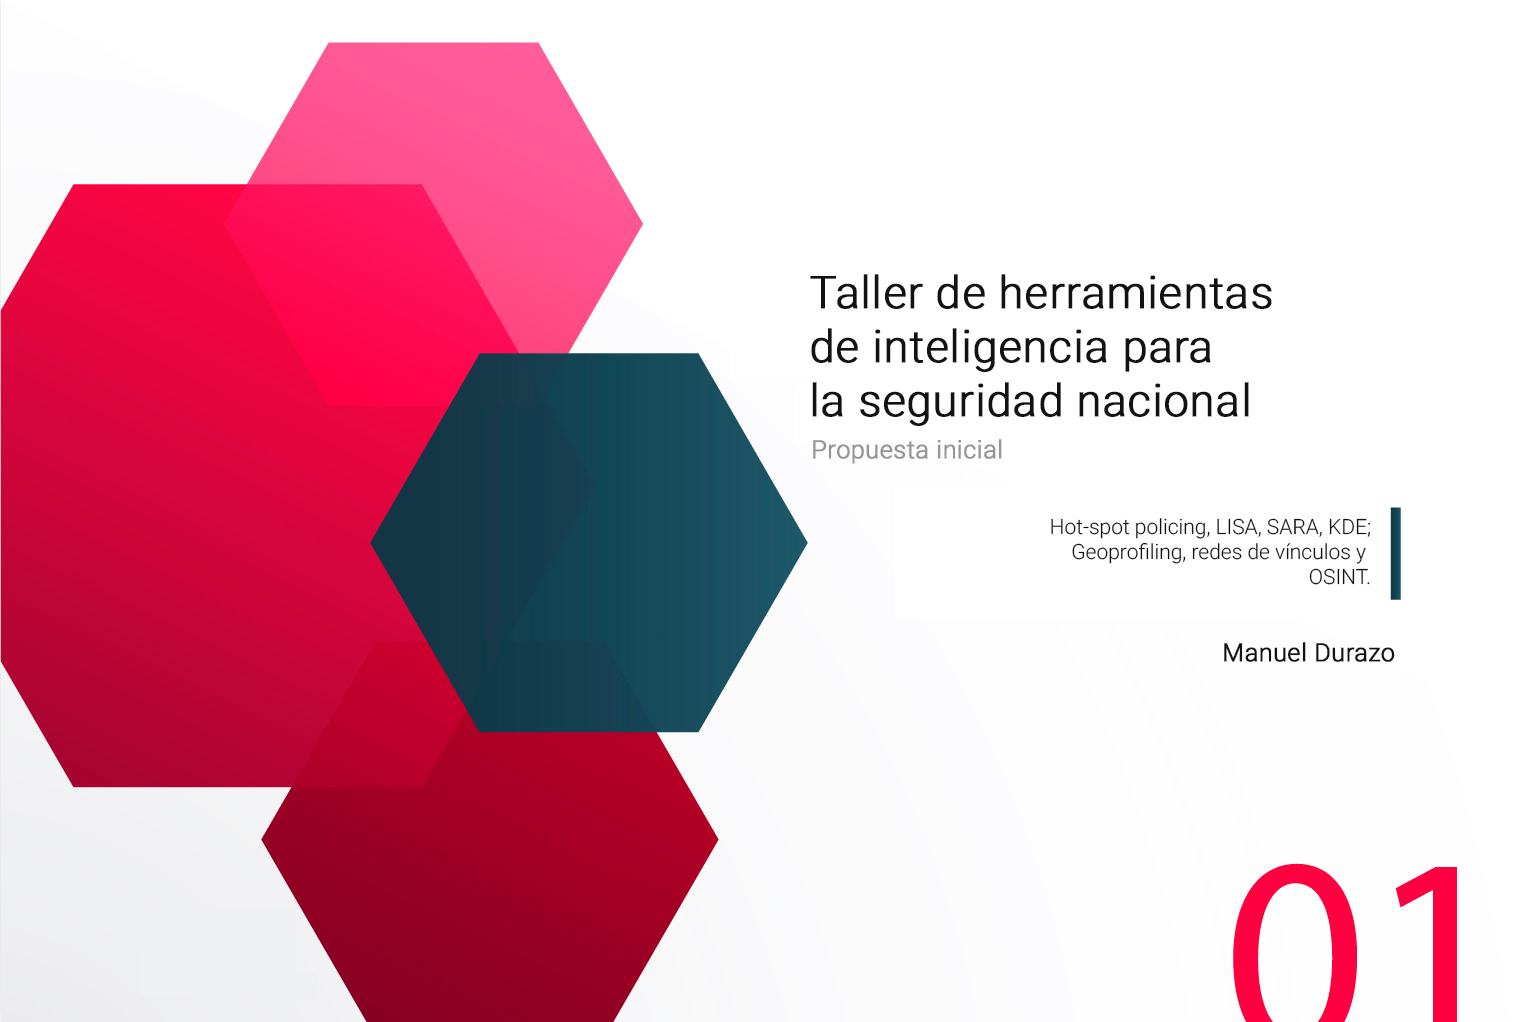 Taller de herramientas
de inteligencia para
la seguridad nacional
Propuesta inicial
Hot-spot policing, LISA, SARA, KDE;
Geoprofiling, redes de vínculos y
OSINT.
Manuel Durazo
01